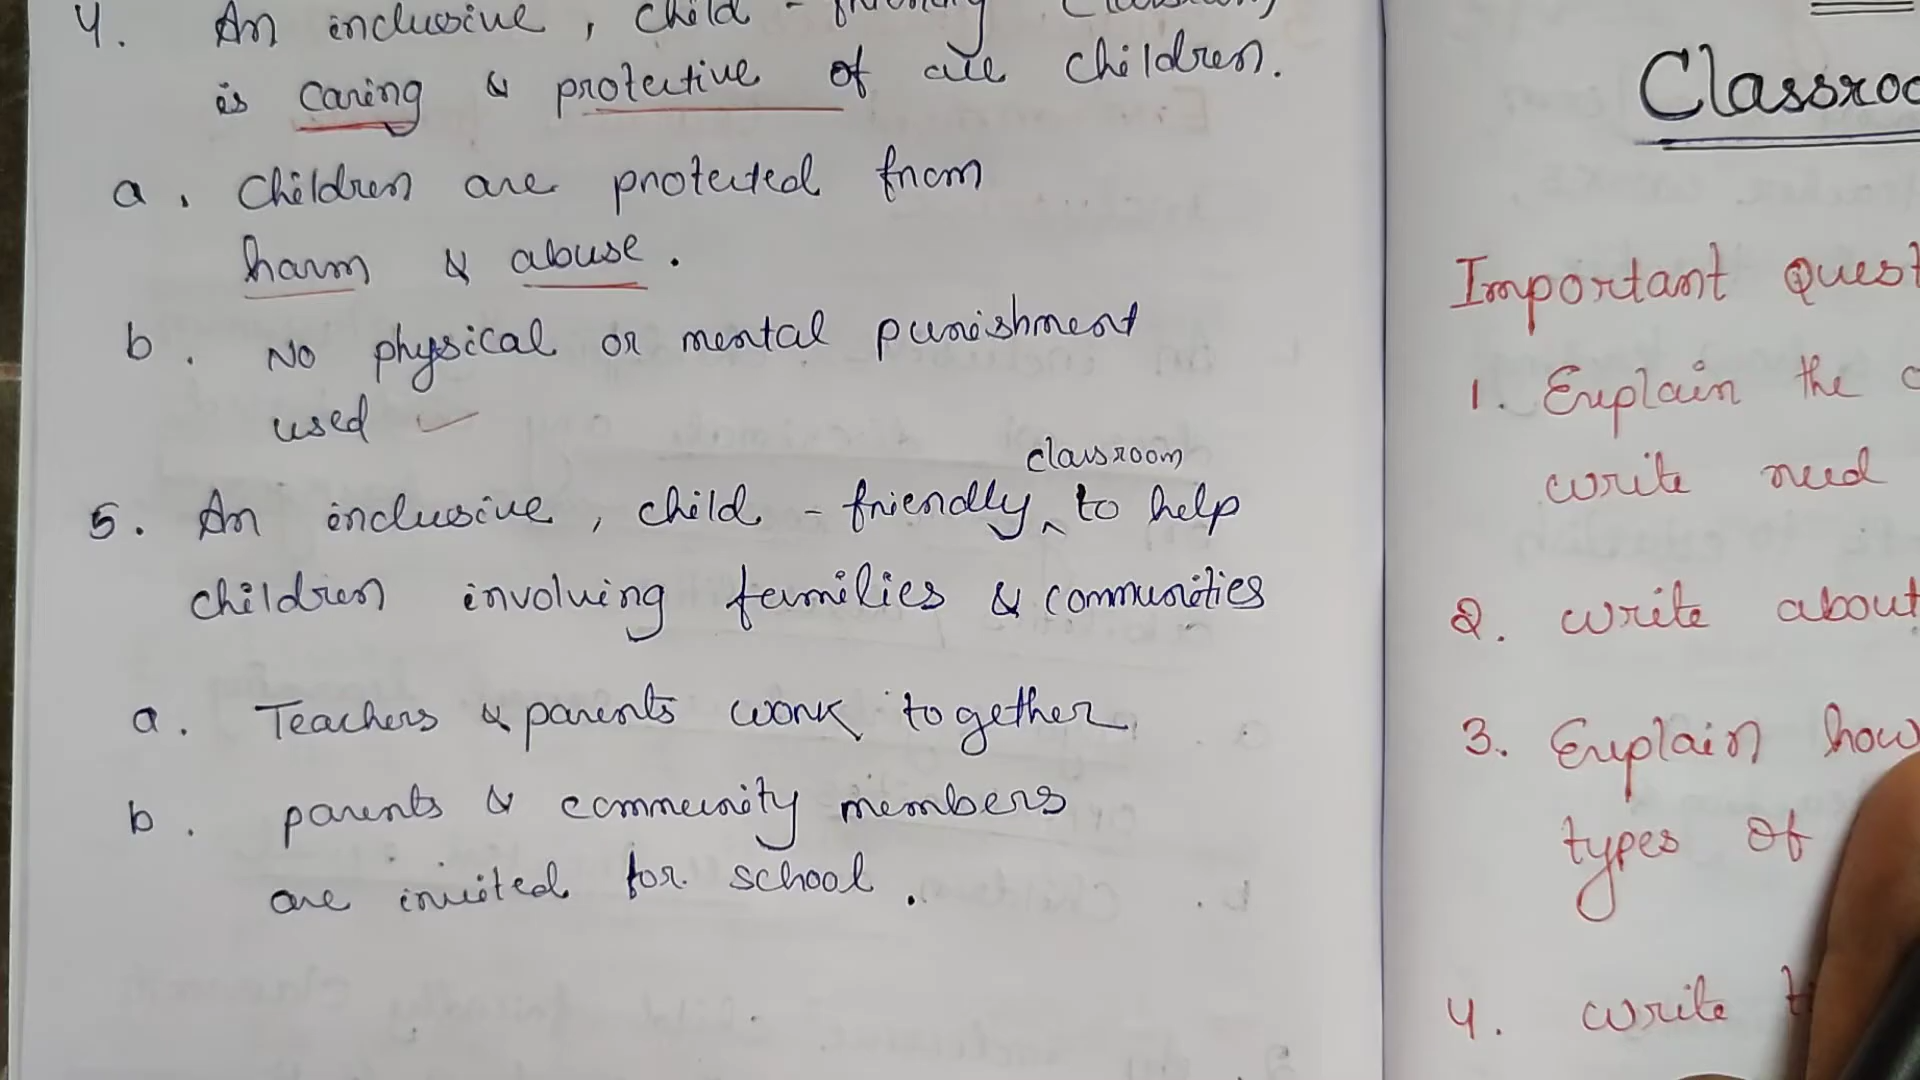 4. An inclusive, child - friendly classroom
is caring & protective of all children.
a. Children are protected from
harm & abuse.
b. No physical or mental punishment
used
classroom
5. An inclusive, child - friendly ^ to help
children involving families & communities
a. Teachers & parents work together
b. parents & community members
are invited for school.
Important
1. Explain the
write need
2. write about
3. Explain how
types of
4. write